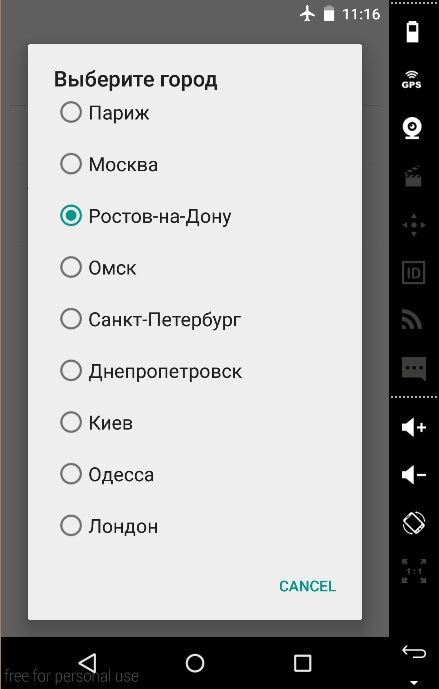 11:16
Выберите город
Париж
Москва
Ростов-на-Дону
Омск
Санкт-Петербург
Днепропетровск
Киев
Одесса
Лондон
CANCEL
free for personal use
GPS
ID
1:1